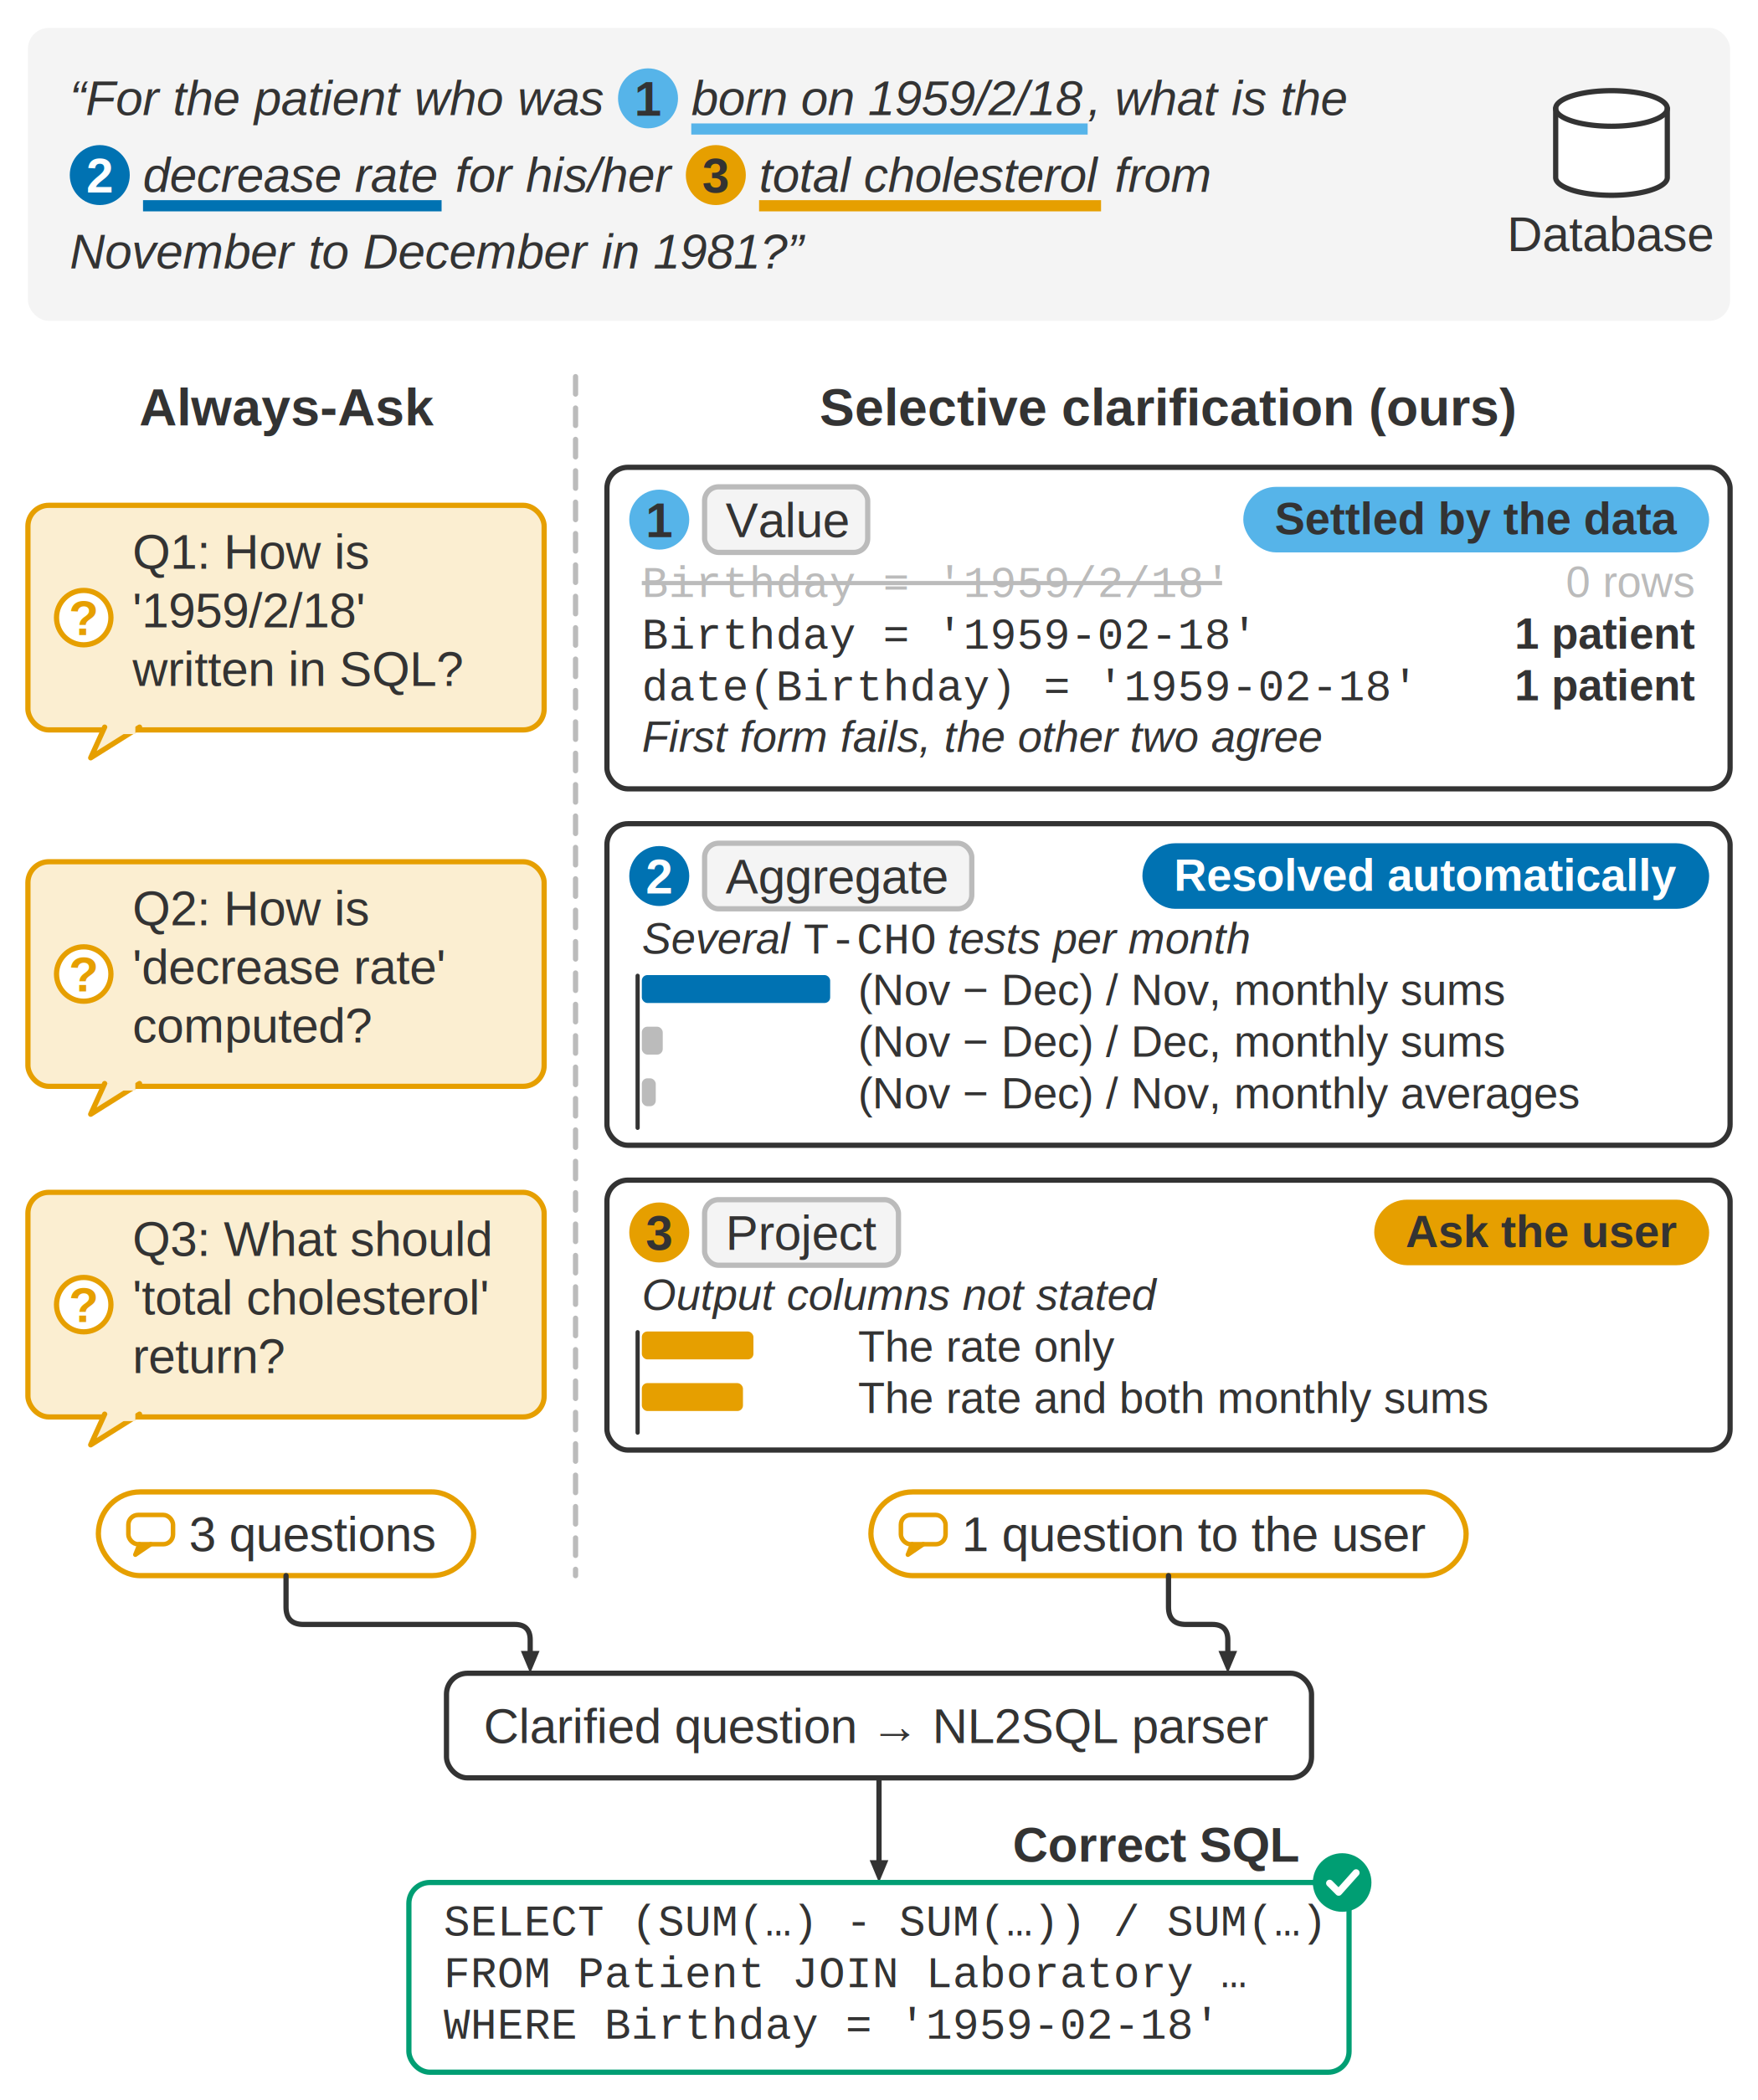 “For the patient who was 1 born on 1959/2/18, what is the
2 decrease rate for his/her 3 total cholesterol from
November to December in 1981?”
Database
Always-Ask
Selective clarification (ours)
? Q1: How is
'1959/2/18'
written in SQL?
1 Value Settled by the data
Birthday = '1959/2/18' 0 rows
Birthday = '1959-02-18' 1 patient
date(Birthday) = '1959-02-18' 1 patient
First form fails, the other two agree
? Q2: How is
'decrease rate'
computed?
2 Aggregate Resolved automatically
Several T-CHO tests per month
(Nov − Dec) / Nov, monthly sums
(Nov − Dec) / Dec, monthly sums
(Nov − Dec) / Nov, monthly averages
? Q3: What should
'total cholesterol'
return?
3 Project Ask the user
Output columns not stated
The rate only
The rate and both monthly sums
3 questions
1 question to the user
Clarified question → NL2SQL parser
Correct SQL
SELECT (SUM(…) - SUM(…)) / SUM(…)
FROM Patient JOIN Laboratory …
WHERE Birthday = '1959-02-18'